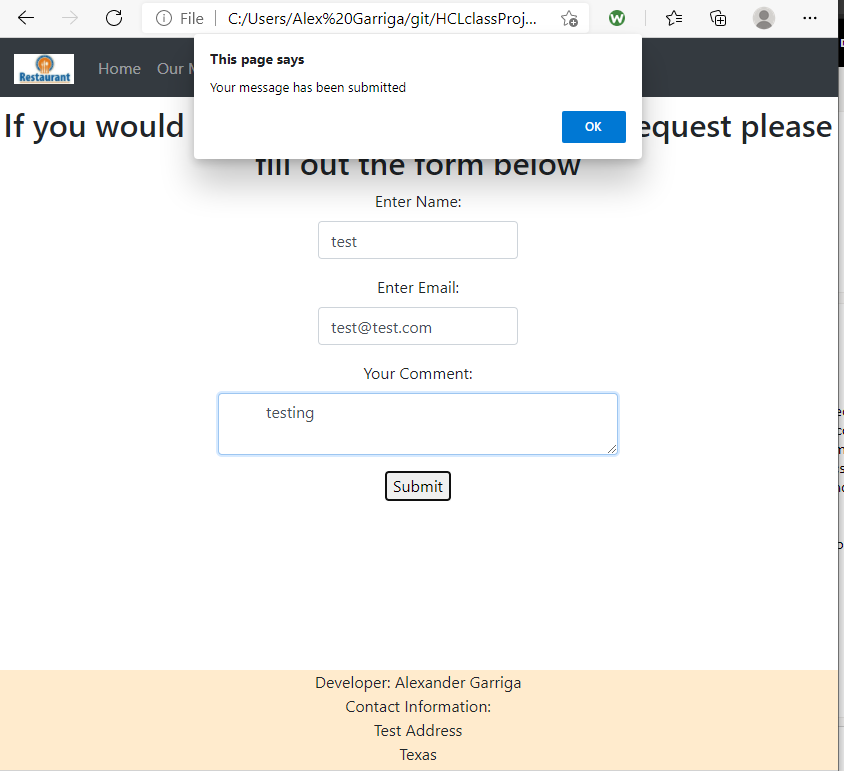 File C:/Users/Alex%20Garriga/git/HCLclassProj...
This page says
Your message has been submitted
OK
Restaurant
Home Our
If you would equest please
fill out the form below
Enter Name:
test
Enter Email:
test@test.com
Your Comment:
testing
Submit
Developer: Alexander Garriga
Contact Information:
Test Address
Texas